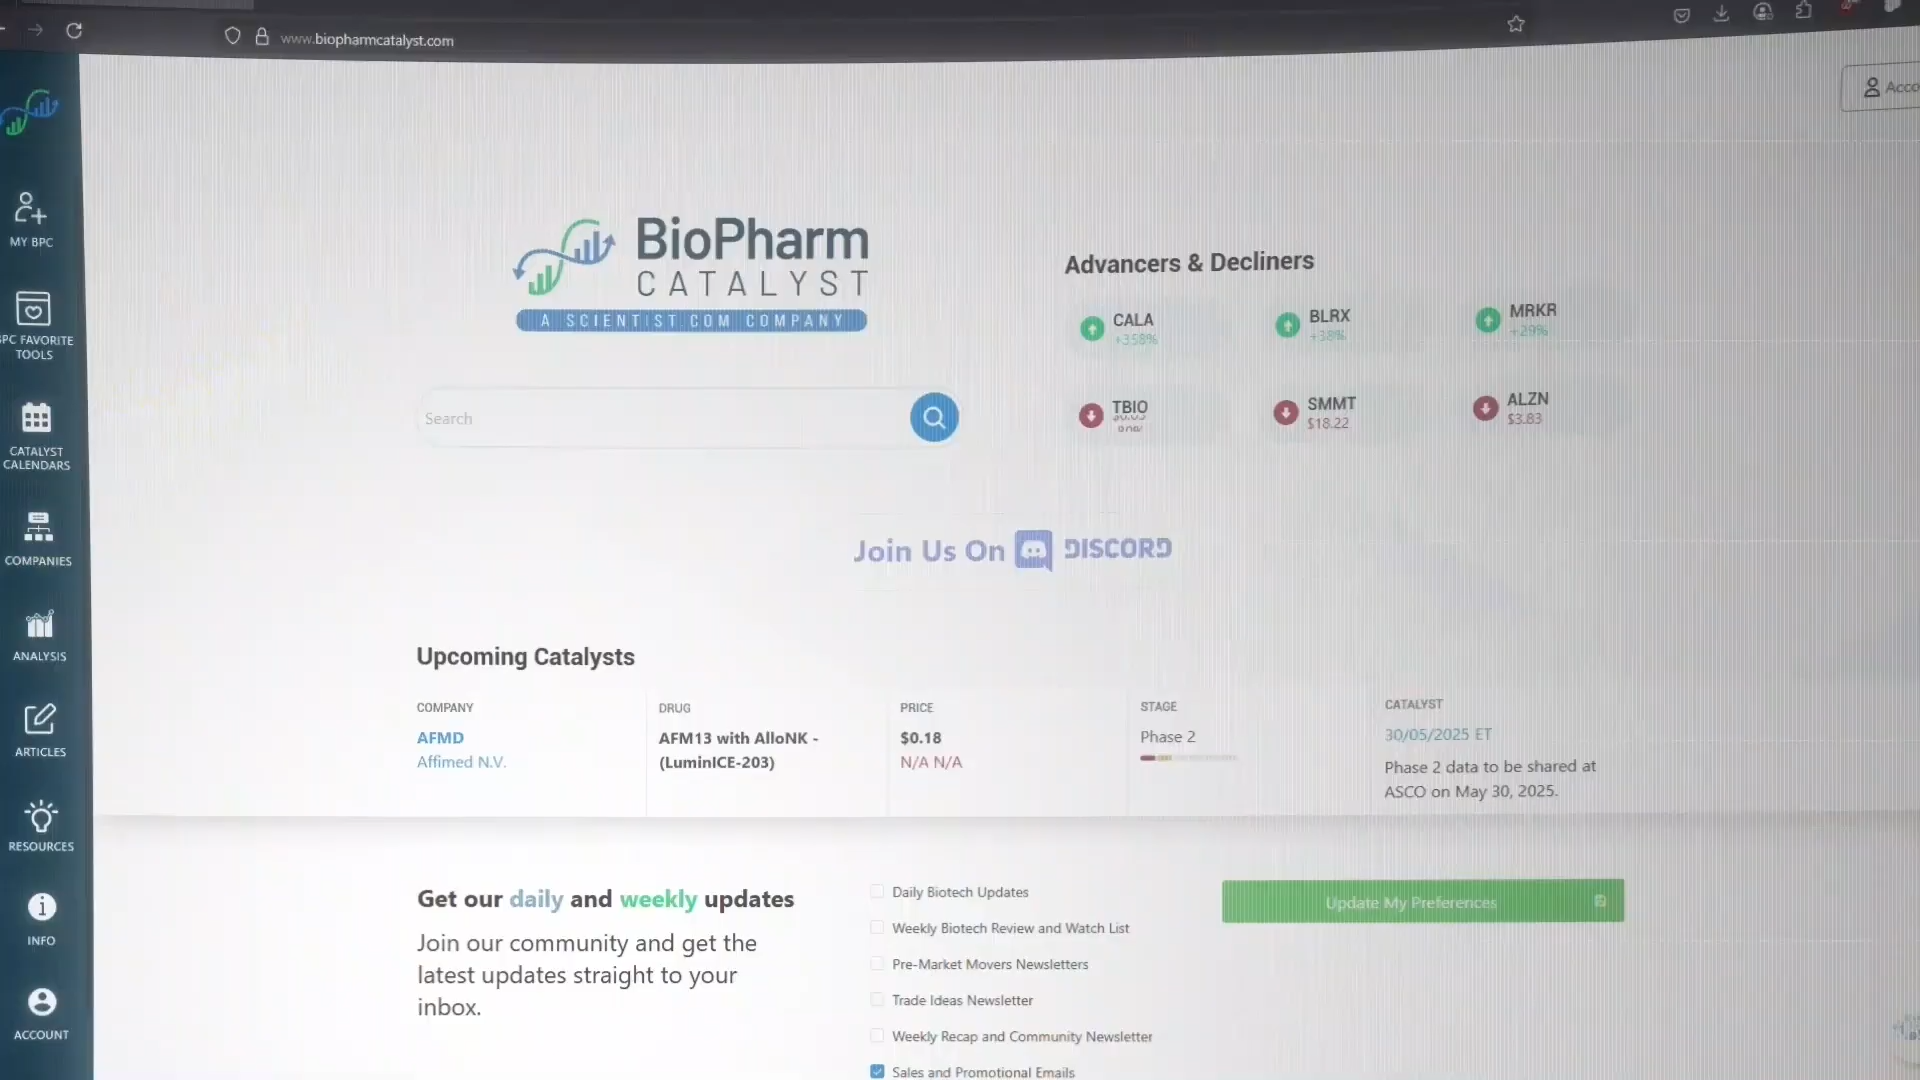 www.biopharmcatalyst.com
Acco
MY BPC
BPC FAVORITE
TOOLS
CATALYST
CALENDARS
COMPANIES
ANALYSIS
ARTICLES
RESOURCES
INFO
ACCOUNT
BioPharm
CATALYST
A SCIENTIST.COM COMPANY
Search
Advancers & Decliners
CALA
+358%
BLRX
+38%
MRKR
+29%
TBIO
SMMT
$18.22
ALZN
$3.83
Join Us On DISCORD
Upcoming Catalysts
COMPANY
DRUG
PRICE
STAGE
CATALYST
AFMD
Affimed N.V.
AFM13 with AlloNK -
(LuminICE-203)
$0.18
N/A N/A
Phase 2
30/05/2025 ET
Phase 2 data to be shared at
ASCO on May 30, 2025.
Get our daily and weekly updates
Join our community and get the
latest updates straight to your
inbox.
Daily Biotech Updates
Weekly Biotech Review and Watch List
Pre-Market Movers Newsletters
Trade Ideas Newsletter
Weekly Recap and Community Newsletter
Sales and Promotional Emails
Update My Preferences